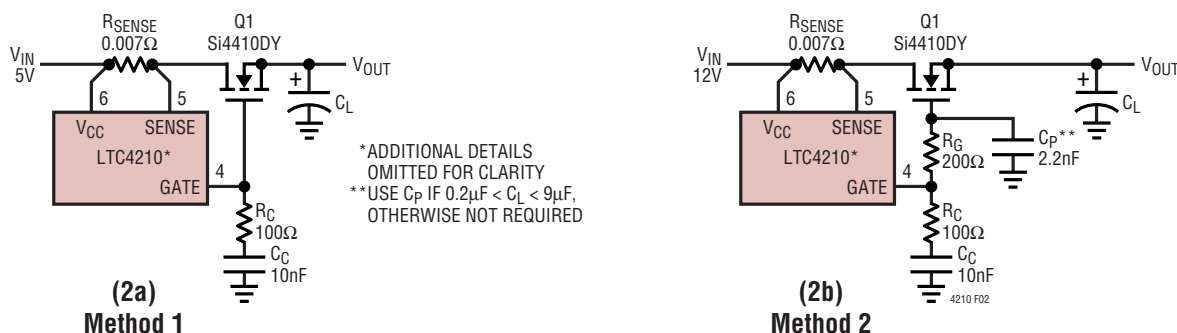 RSENSE
0.007Ω
Q1
Si4410DY
VIN
5V
VOUT
+
CL
6
5
VCC
SENSE
LTC4210*
GATE
4
RC
100Ω
CC
10nF
(2a)
Method 1
*ADDITIONAL DETAILS
OMITTED FOR CLARITY
**USE CP IF 0.2µF < CL < 9µF,
OTHERWISE NOT REQUIRED
RSENSE
0.007Ω
Q1
Si4410DY
VIN
12V
VOUT
+
CL
6
5
VCC
SENSE
LTC4210*
GATE
4
RG
200Ω
CP**
2.2nF
RC
100Ω
CC
10nF
4210 F02
(2b)
Method 2